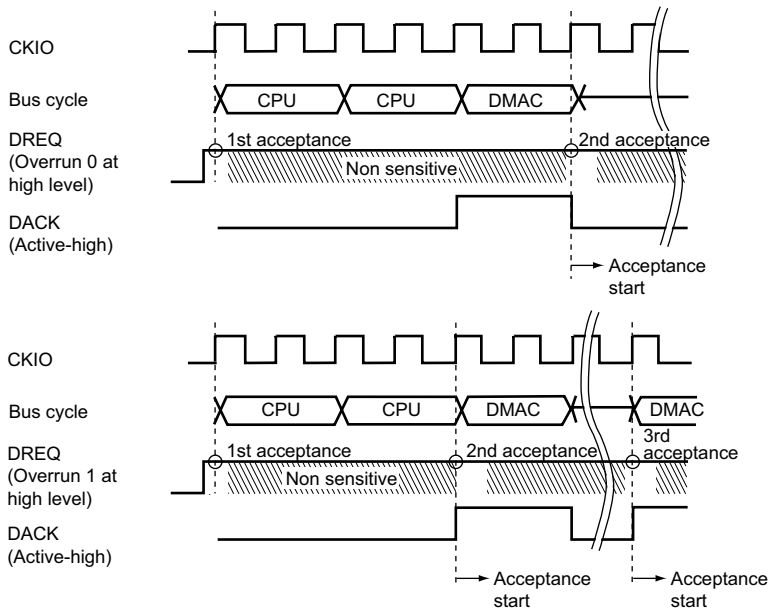 CKIO
Bus cycle
CPU CPU DMAC
DREQ
(Overrun 0 at
high level)
1st acceptance 2nd acceptance
Non sensitive
DACK
(Active-high)
Acceptance
start
CKIO
Bus cycle
CPU CPU DMAC DMAC
DREQ
(Overrun 1 at
high level)
1st acceptance 2nd acceptance 3rd
acceptance
Non sensitive
DACK
(Active-high)
Acceptance
start
Acceptance
start